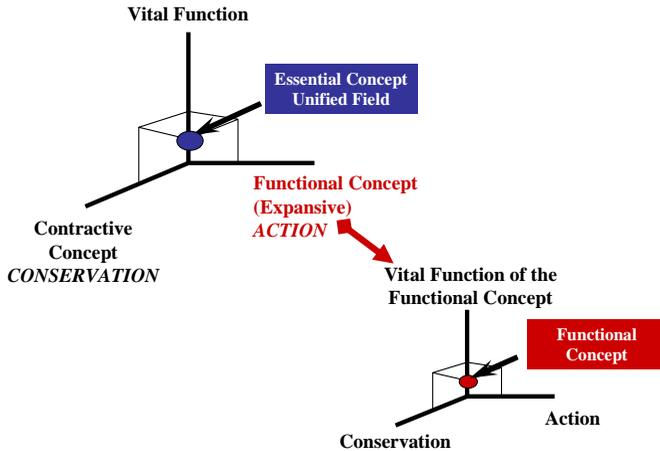 Vital Function
Essential Concept
Unified Field
Functional Concept
(Expansive)
ACTION
Contractive
Concept
CONSERVATION
Vital Function of the
Functional Concept
Functional
Concept
Action
Conservation